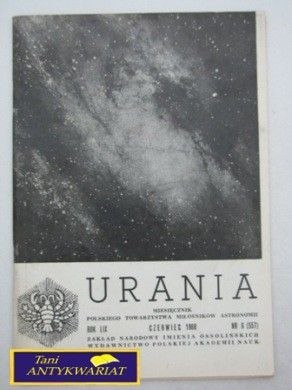 URANIA
MIESIĘCZNIK
POLSKIEGO TOWARZYSTWA MIŁOŚNIKÓW ASTRONOMII
ROK LIX CZERWIEC 1988 NR 6 (557)
ZAKŁAD NARODOWY IMIENIA OSSOLIŃSKICH
WYDAWNICTWO POLSKIEJ AKADEMII NAUK
Tani
ANTYKWARIAT